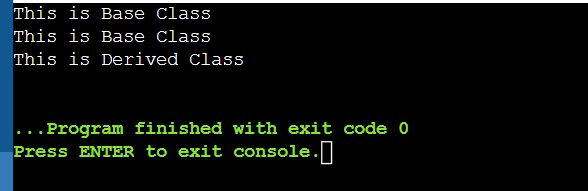 This is Base Class
This is Base Class
This is Derived Class
...Program finished with exit code 0
Press ENTER to exit console.